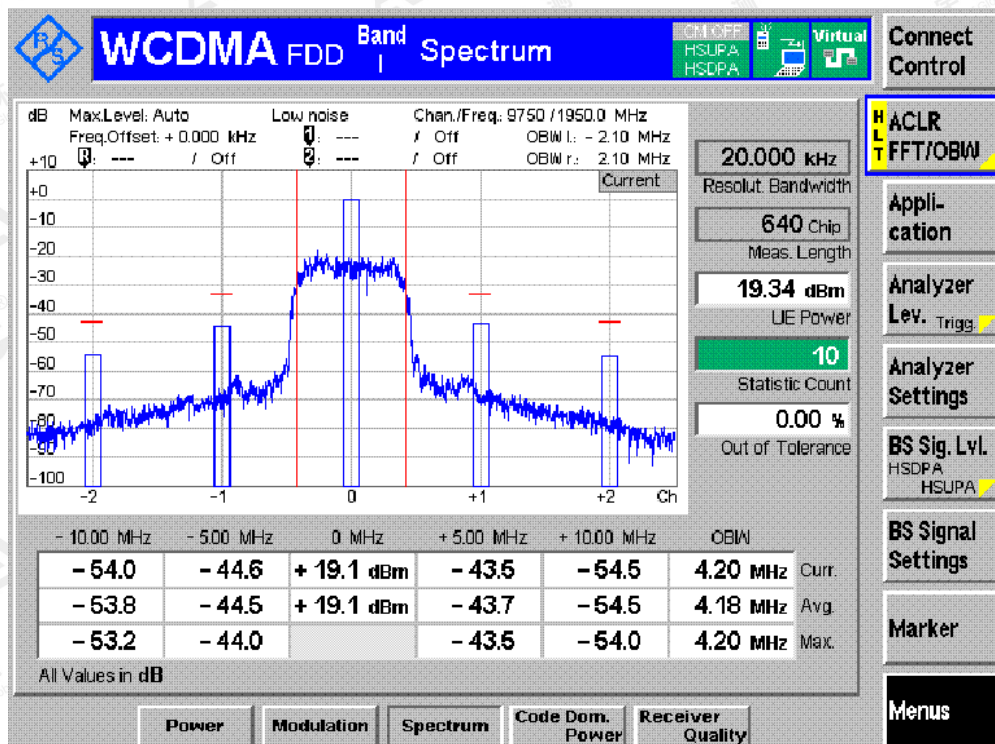 R/S
WCDMA FDD Band I Spectrum
CM OFF
HSUPA
HSDPA
Virtual
Connect Control
dB Max.Level: Auto Low noise Chan./Freq.: 9750 / 1950.0 MHz
Freq.Offset: + 0.000 kHz 1: --- / Off OBW l.: - 2.10 MHz
R: --- / Off 2: --- / Off OBW r.: 2.10 MHz
Current
+10
+0
-10
-20
-30
-40
-50
-60
-70
-80
-90
-100
-2 -1 0 +1 +2 Ch
20.000 kHz
Resolut. Bandwidth
640 Chip
Meas. Length
19.34 dBm
UE Power
10
Statistic Count
0.00 %
Out of Tolerance
- 10.00 MHz - 5.00 MHz 0 MHz + 5.00 MHz + 10.00 MHz OBW
- 54.0 - 44.6 + 19.1 dBm - 43.5 - 54.5 4.20 MHz Curr.
- 53.8 - 44.5 + 19.1 dBm - 43.7 - 54.5 4.18 MHz Avg.
- 53.2 - 44.0 - 43.5 - 54.0 4.20 MHz Max.
All Values in dB
HLT
ACLR
FFT/OBW
Appli-
cation
Analyzer
Lev. Trigg.
Analyzer
Settings
BS Sig. Lvl.
HSDPA
HSUPA
BS Signal
Settings
Marker
Menus
Power
Modulation
Spectrum
Code Dom.
Power
Receiver
Quality